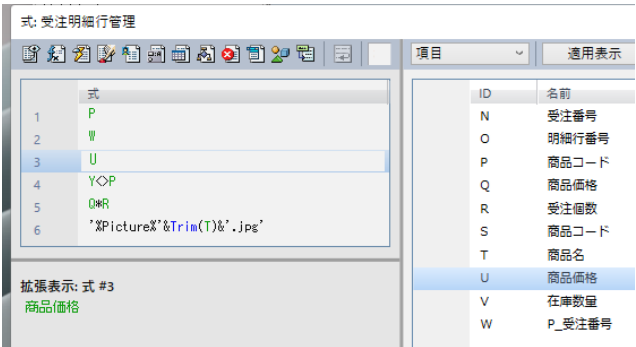 式: 受注明細行管理
項目 適用表示
式
1 P
2 W
3 U
4 Y<>P
5 Q*R
6 '%Picture%'&Trim(T)&'.jpg'
拡張表示: 式 #3
商品価格
ID 名前
N 受注番号
O 明細行番号
P 商品コード
Q 商品価格
R 受注個数
S 商品コード
T 商品名
U 商品価格
V 在庫数量
W P_受注番号